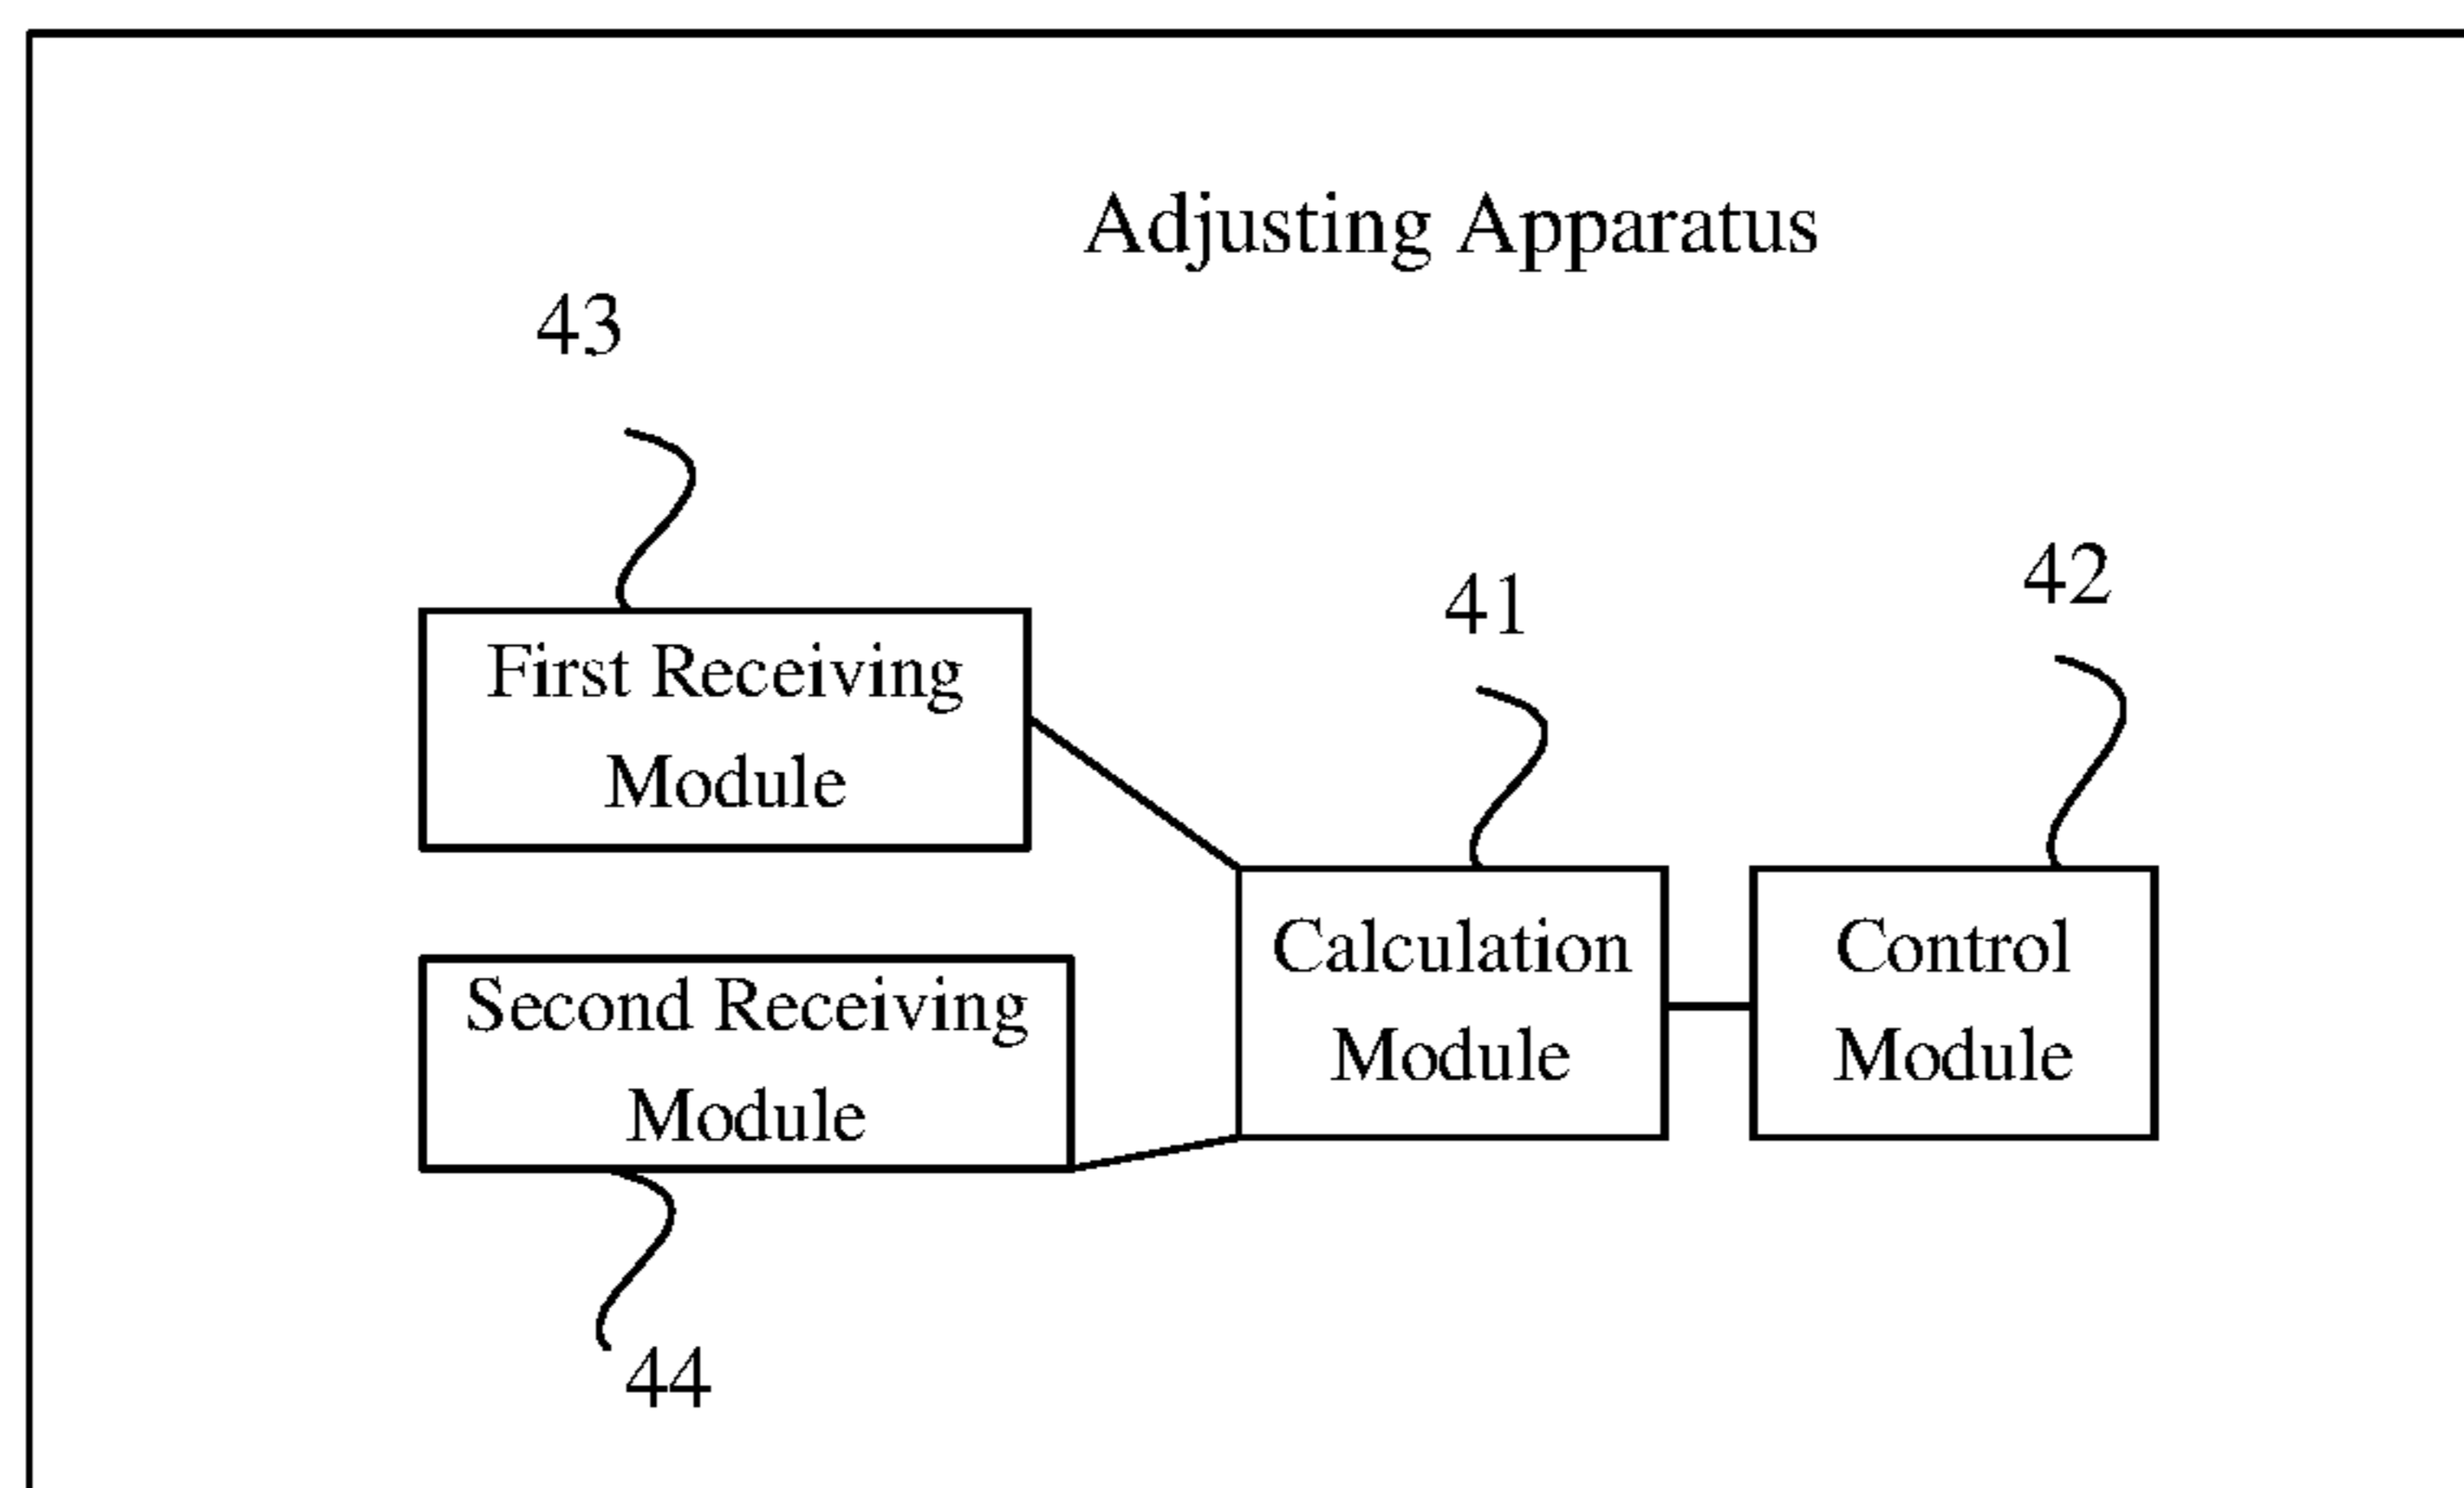 Adjusting Apparatus
43
First Receiving
Module
41
42
Calculation
Module
Control
Module
Second Receiving
Module
44